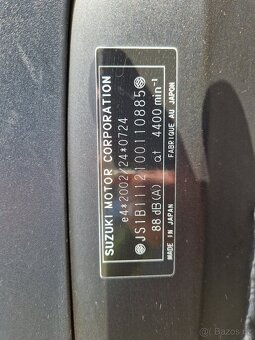 SUZUKI MOTOR CORPORATION
e4*2002/24*0724
JS1B1112100110885
88 dB(A) at 4400 min⁻¹
MADE IN JAPAN FABRIQUE AU JAPON